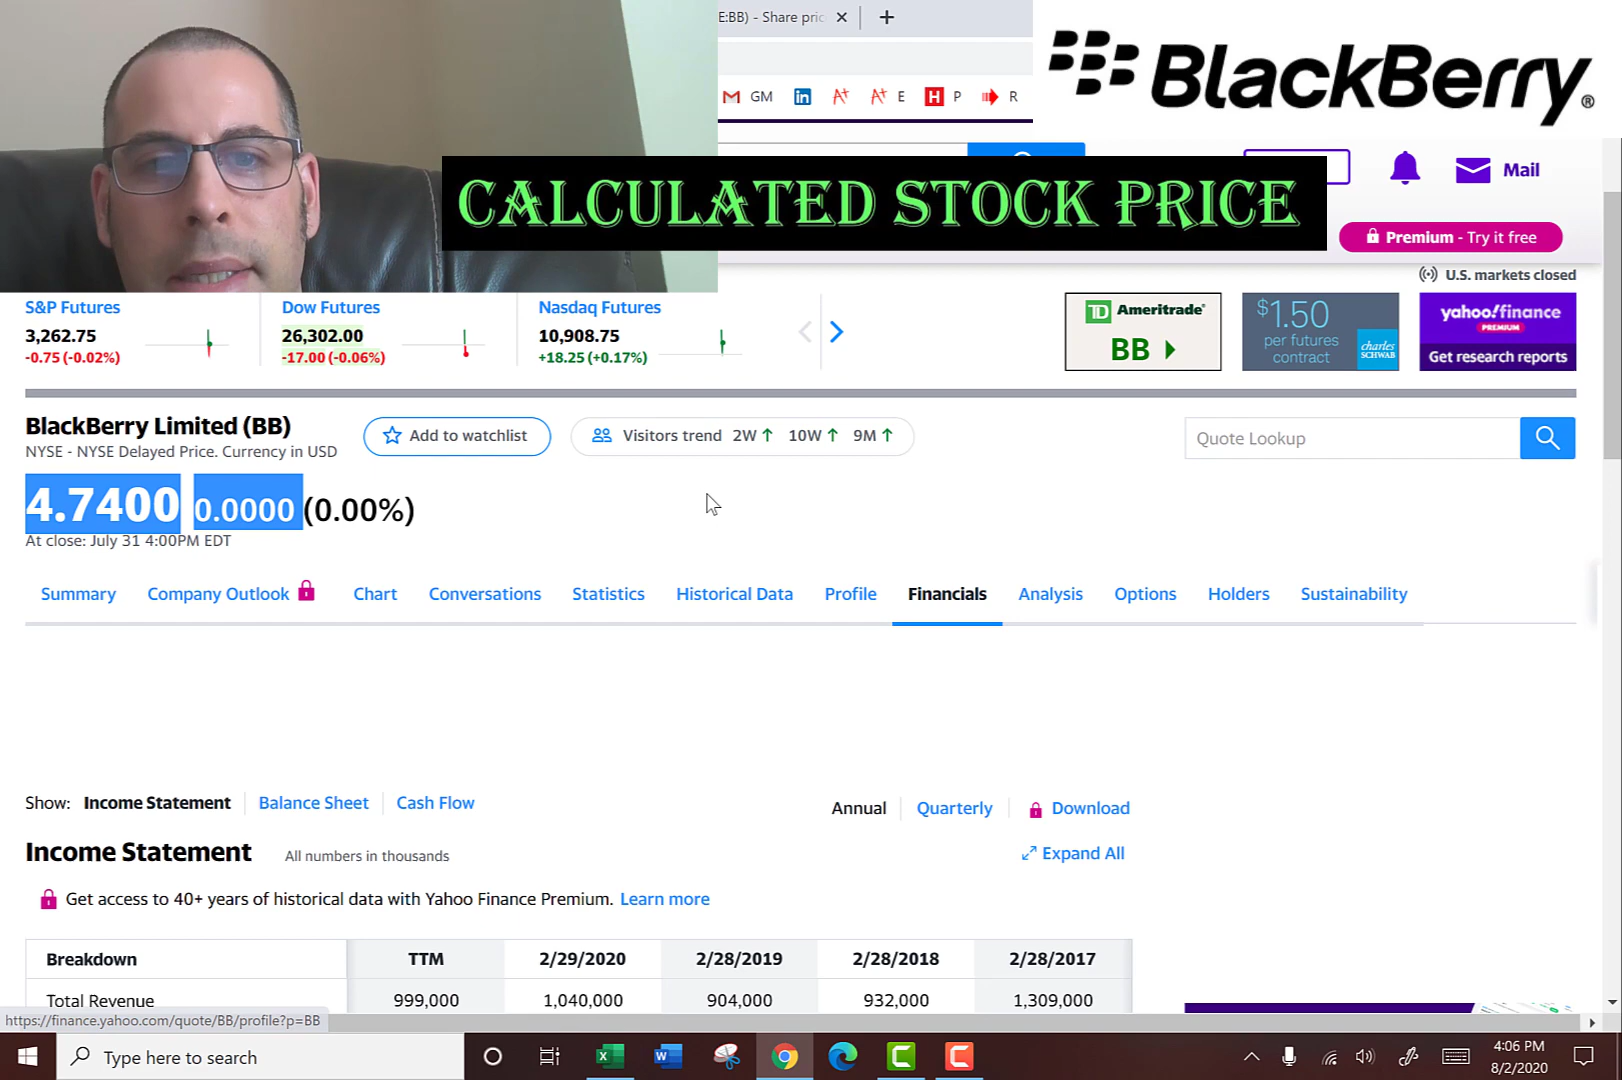 E:BB) - Share pric
GM
E
H P
R
BlackBerry®
CALCULATED STOCK PRICE
Mail
Premium - Try it free
U.S. markets closed
S&P Futures
3,262.75
-0.75 (-0.02%)
Dow Futures
26,302.00
-17.00 (-0.06%)
Nasdaq Futures
10,908.75
+18.25 (+0.17%)
TD Ameritrade®
BB
$1.50
per futures
contract
charles
SCHWAB
yahoo!finance
PREMIUM
Get research reports
BlackBerry Limited (BB)
NYSE - NYSE Delayed Price. Currency in USD
Add to watchlist
Visitors trend 2W ↑ 10W ↑ 9M ↑
Quote Lookup
4.7400 0.0000 (0.00%)
At close: July 31 4:00PM EDT
Summary Company Outlook Chart Conversations Statistics Historical Data Profile Financials Analysis Options Holders Sustainability
Show: Income Statement Balance Sheet Cash Flow
Annual Quarterly Download
Income Statement All numbers in thousands
Expand All
Get access to 40+ years of historical data with Yahoo Finance Premium. Learn more
Breakdown TTM 2/29/2020 2/28/2019 2/28/2018 2/28/2017
Total Revenue 999,000 1,040,000 904,000 932,000 1,309,000
https://finance.yahoo.com/quote/BB/profile?p=BB
Type here to search
4:06 PM
8/2/2020